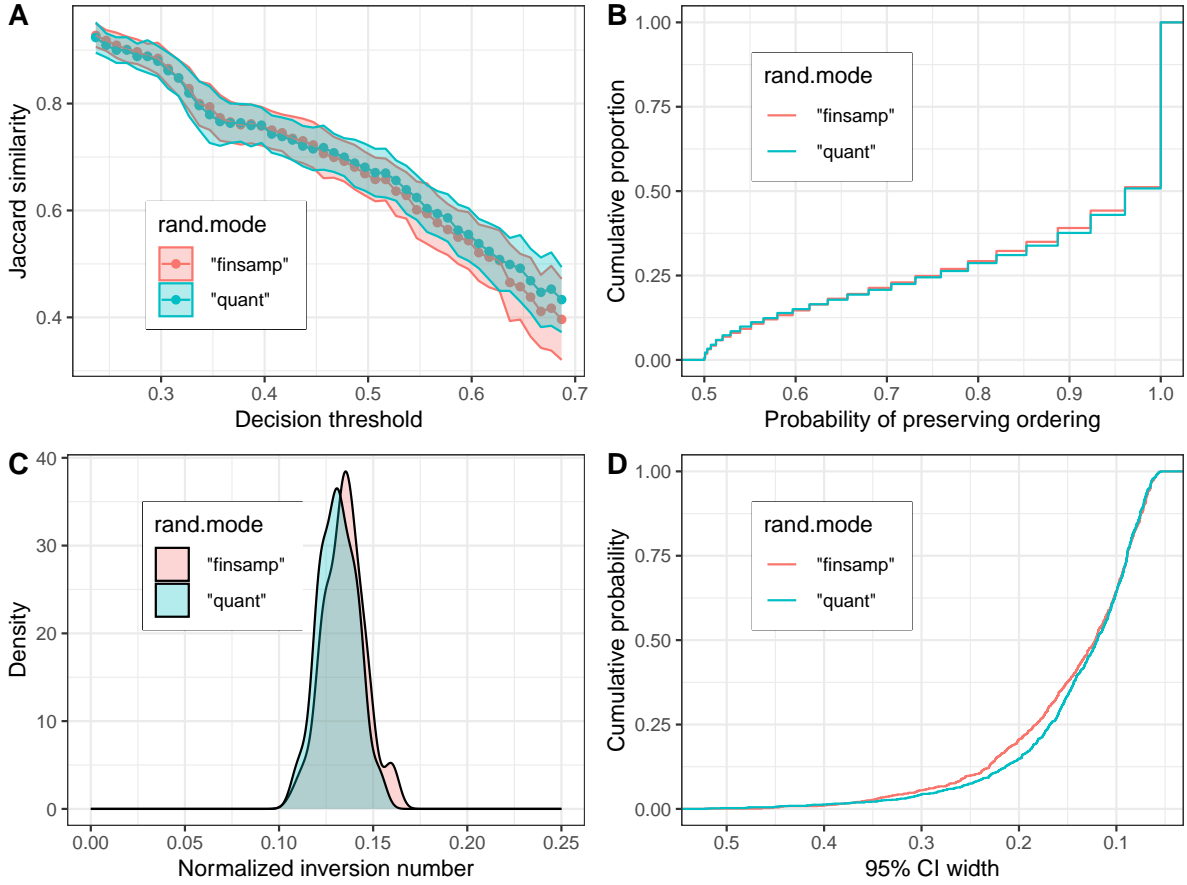 A
Jaccard similarity
0.8
0.6
0.4
rand.mode
"finsamp"
"quant"
0.3
0.4
0.5
0.6
0.7
Decision threshold
B
Cumulative proportion
1.00
0.75
0.50
0.25
0.00
rand.mode
"finsamp"
"quant"
0.5
0.6
0.7
0.8
0.9
1.0
Probability of preserving ordering
C
Density
40
30
20
10
0
rand.mode
"finsamp"
"quant"
0.00
0.05
0.10
0.15
0.20
0.25
Normalized inversion number
D
Cumulative probability
1.00
0.75
0.50
0.25
0.00
rand.mode
"finsamp"
"quant"
0.5
0.4
0.3
0.2
0.1
95% CI width